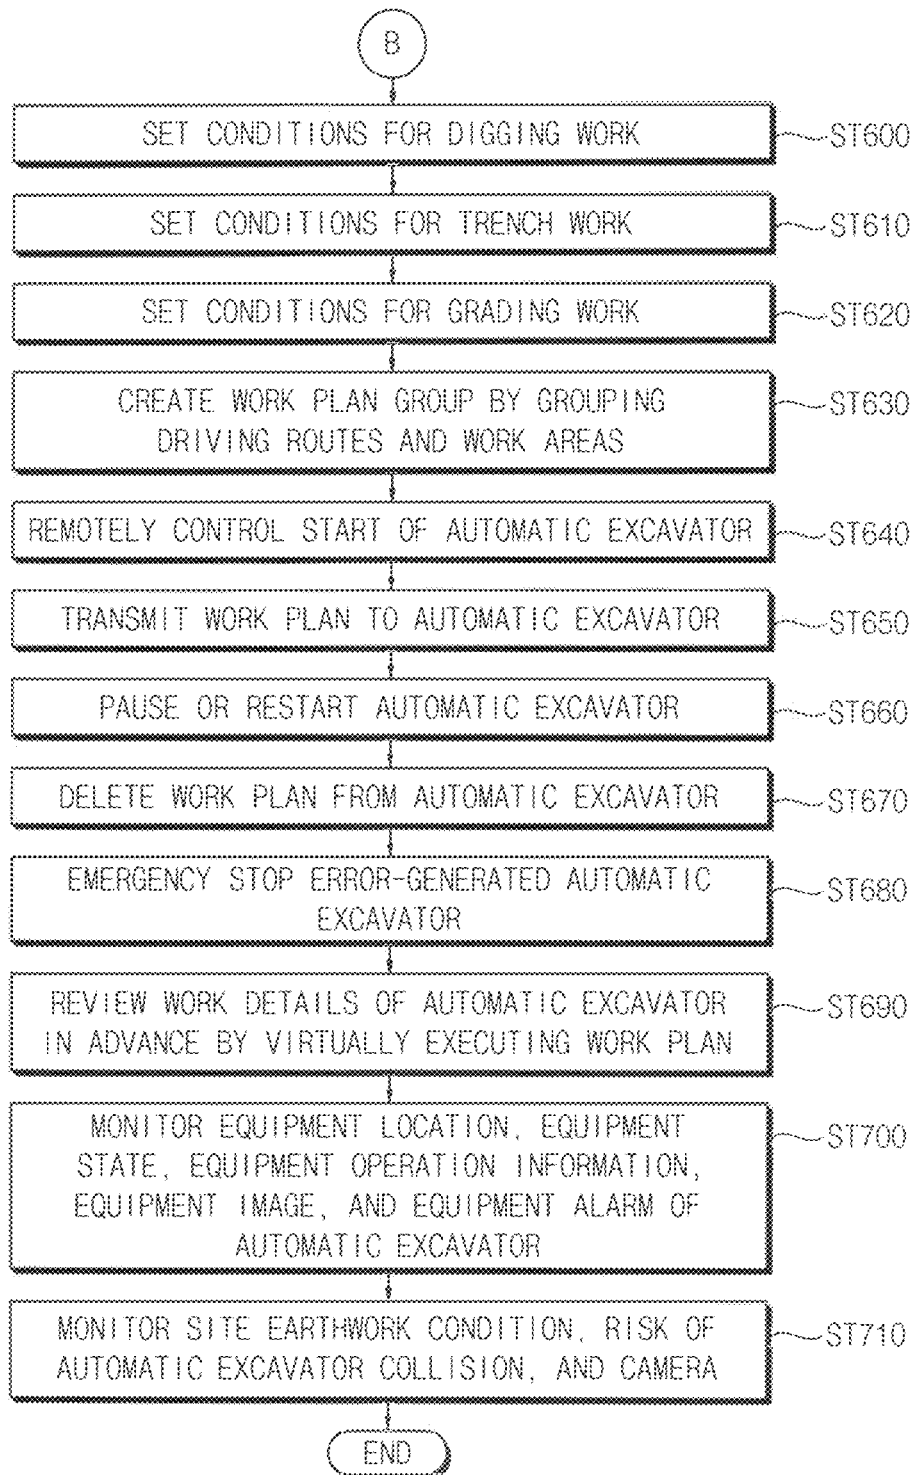 B
SET CONDITIONS FOR DIGGING WORK
ST600
SET CONDITIONS FOR TRENCH WORK
ST610
SET CONDITIONS FOR GRADING WORK
ST620
CREATE WORK PLAN GROUP BY GROUPING
DRIVING ROUTES AND WORK AREAS
ST630
REMOTELY CONTROL START OF AUTOMATIC EXCAVATOR
ST640
TRANSMIT WORK PLAN TO AUTOMATIC EXCAVATOR
ST650
PAUSE OR RESTART AUTOMATIC EXCAVATOR
ST660
DELETE WORK PLAN FROM AUTOMATIC EXCAVATOR
ST670
EMERGENCY STOP ERROR-GENERATED AUTOMATIC
EXCAVATOR
ST680
REVIEW WORK DETAILS OF AUTOMATIC EXCAVATOR
IN ADVANCE BY VIRTUALLY EXECUTING WORK PLAN
ST690
MONITOR EQUIPMENT LOCATION, EQUIPMENT
STATE, EQUIPMENT OPERATION INFORMATION,
EQUIPMENT IMAGE, AND EQUIPMENT ALARM OF
AUTOMATIC EXCAVATOR
ST700
MONITOR SITE EARTHWORK CONDITION, RISK OF
AUTOMATIC EXCAVATOR COLLISION, AND CAMERA
ST710
END